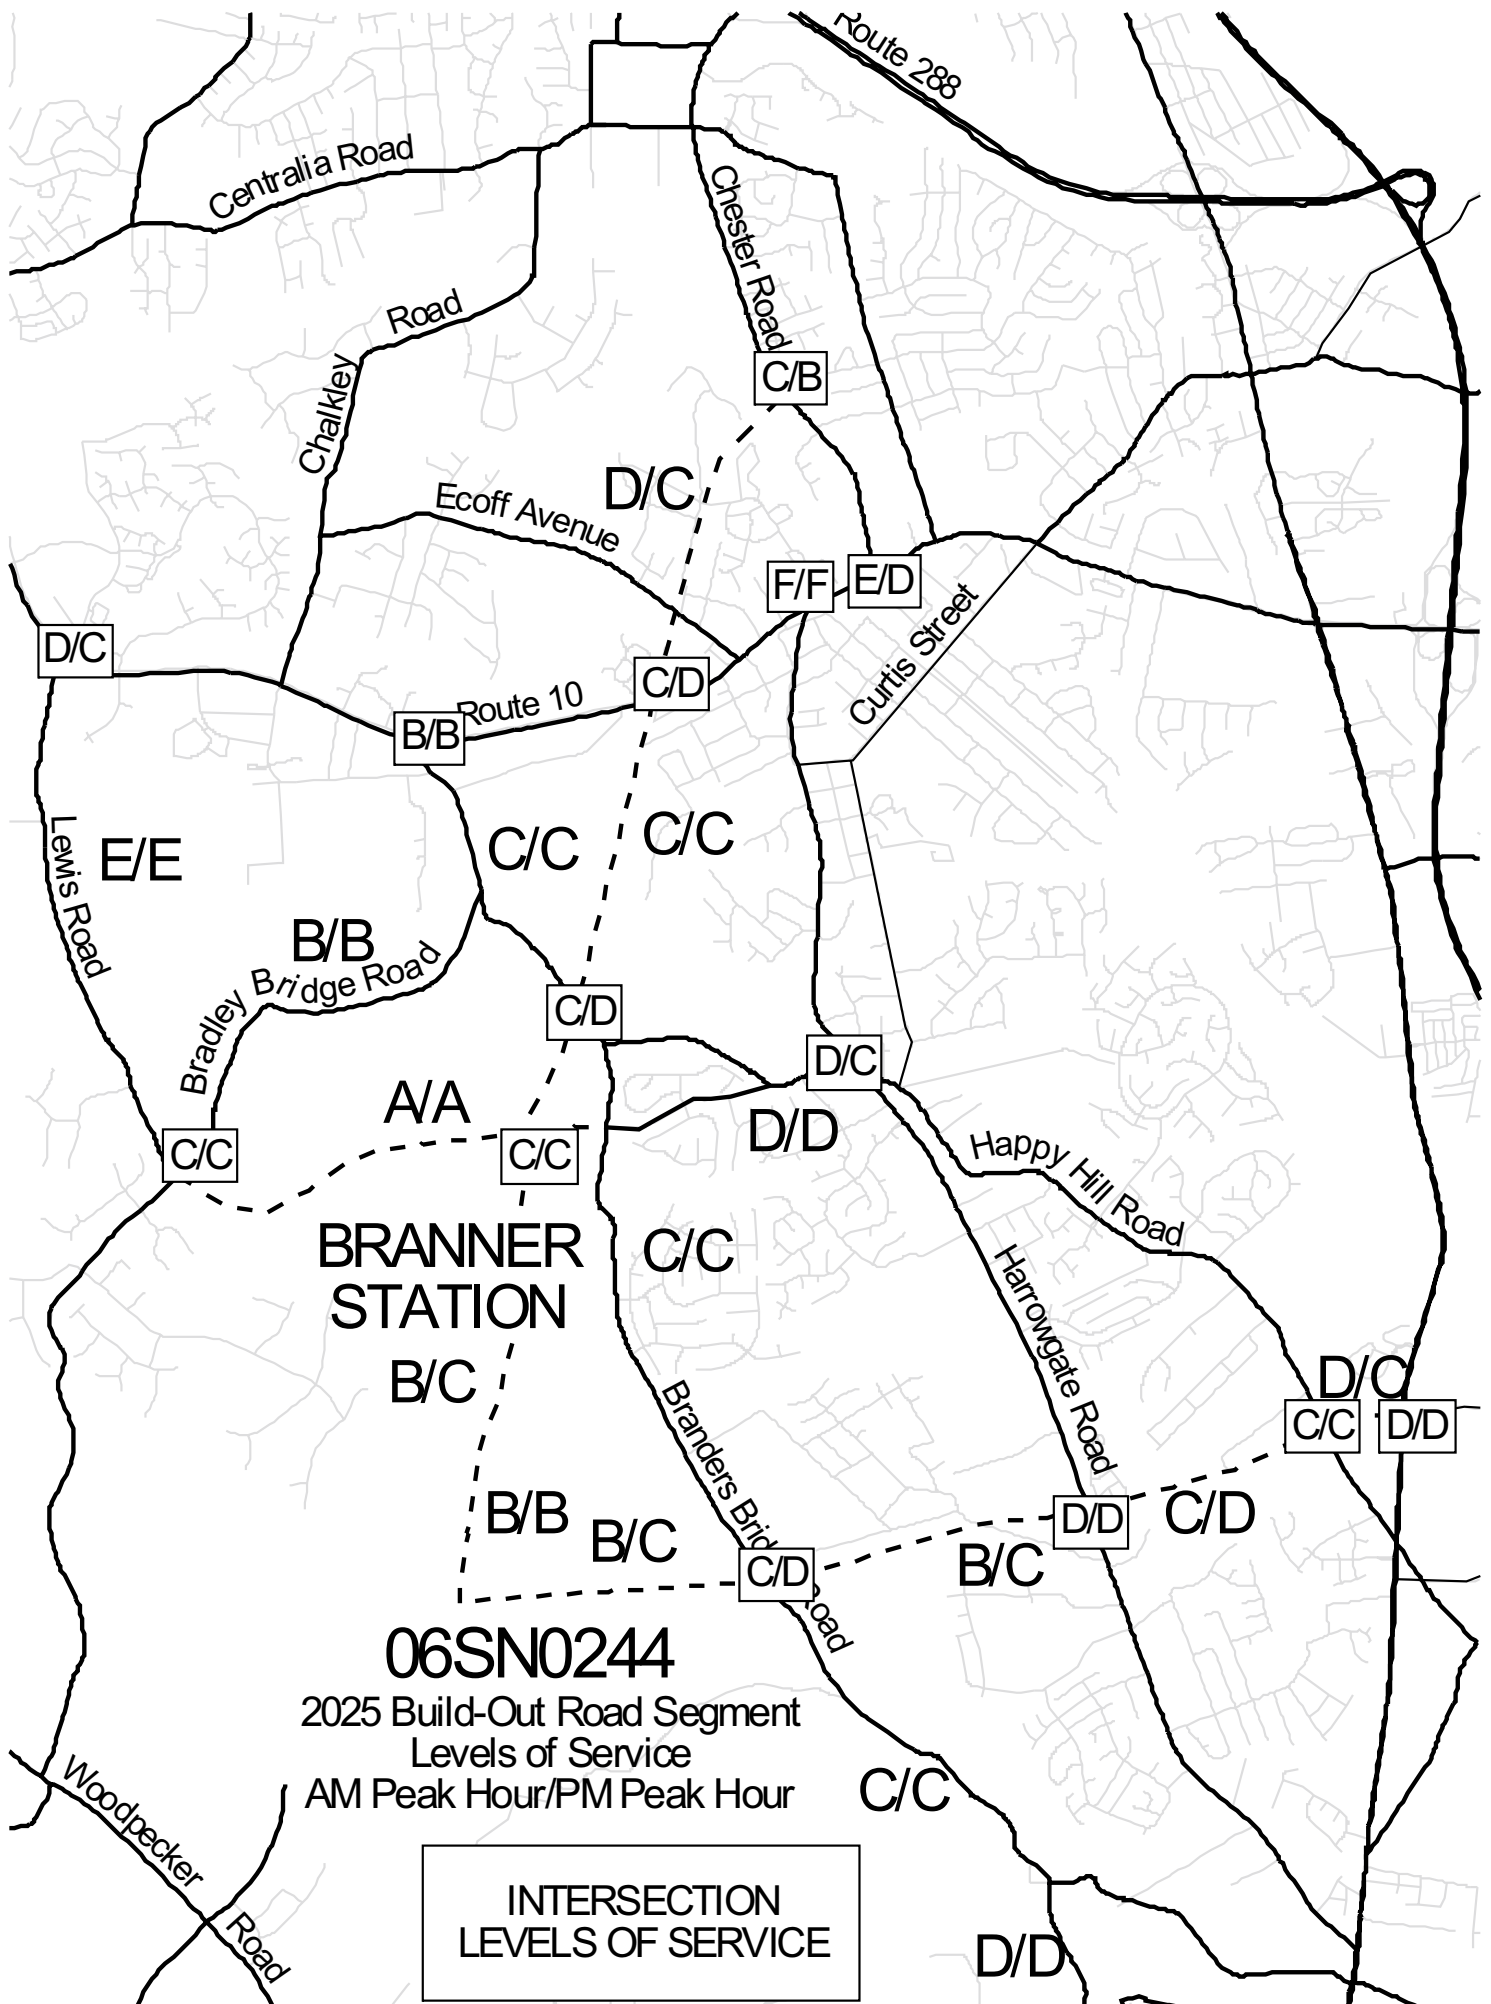 Route 288
Centralia Road
Chester Road
Road
Chalkley
C/B
D/C
Ecoff Avenue
F/F
E/D
Curtis Street
D/C
C/D
Route 10
B/B
Lewis Road
E/E
C/C
C/C
B/B
Bradley Bridge Road
C/D
D/C
A/A
D/D
C/C
C/C
Happy Hill Road
BRANNER
STATION
C/C
Harrowgate Road
B/C
D/C
Branders Bridge Road
C/C
D/D
B/B
B/C
D/D
C/D
B/C
C/D
06SN0244
2025 Build-Out Road Segment
Levels of Service
AM Peak Hour/PM Peak Hour
C/C
Woodpecker
Road
INTERSECTION
LEVELS OF SERVICE
D/D